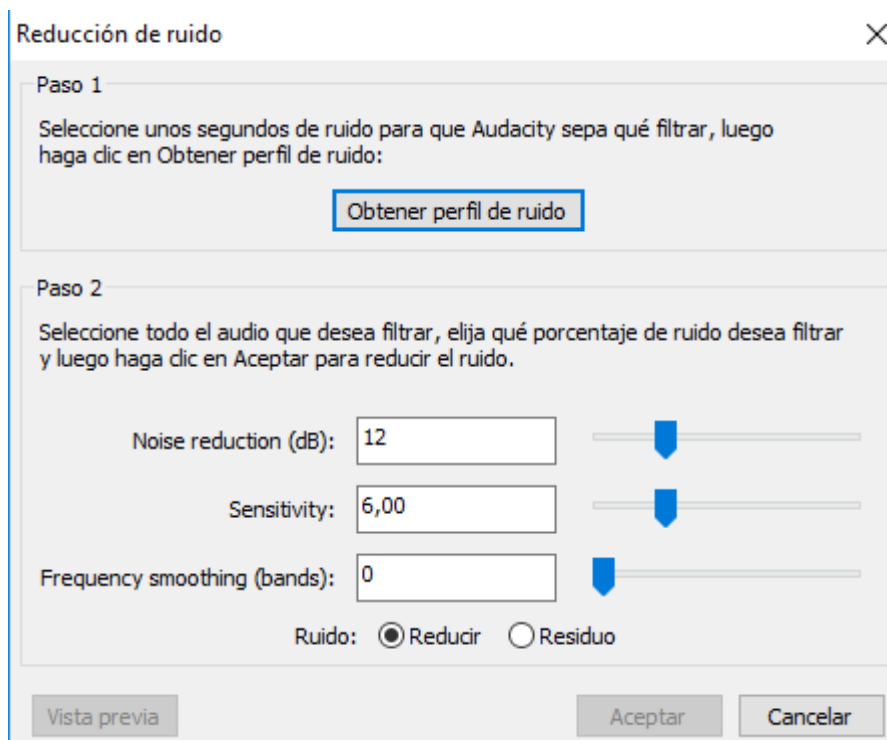 Reducción de ruido
Paso 1
Seleccione unos segundos de ruido para que Audacity sepa qué filtrar, luego
haga clic en Obtener perfil de ruido:
Obtener perfil de ruido
Paso 2
Seleccione todo el audio que desea filtrar, elija qué porcentaje de ruido desea filtrar
y luego haga clic en Aceptar para reducir el ruido.
Noise reduction (dB): 12
Sensitivity: 6,00
Frequency smoothing (bands): 0
Ruido: Reducir Residuo
Vista previa Aceptar Cancelar